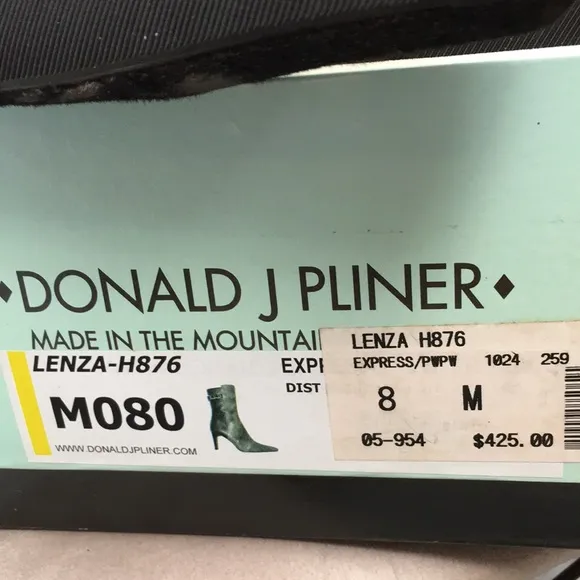 ♦DONALD J PLINER♦
MADE IN THE MOUNTAI
LENZA-H876 EXP
DIST
M080
WWW.DONALDJPLINER.COM
LENZA H876
EXPRESS/PWPW 1024 259
8 M
05-954 $425.00